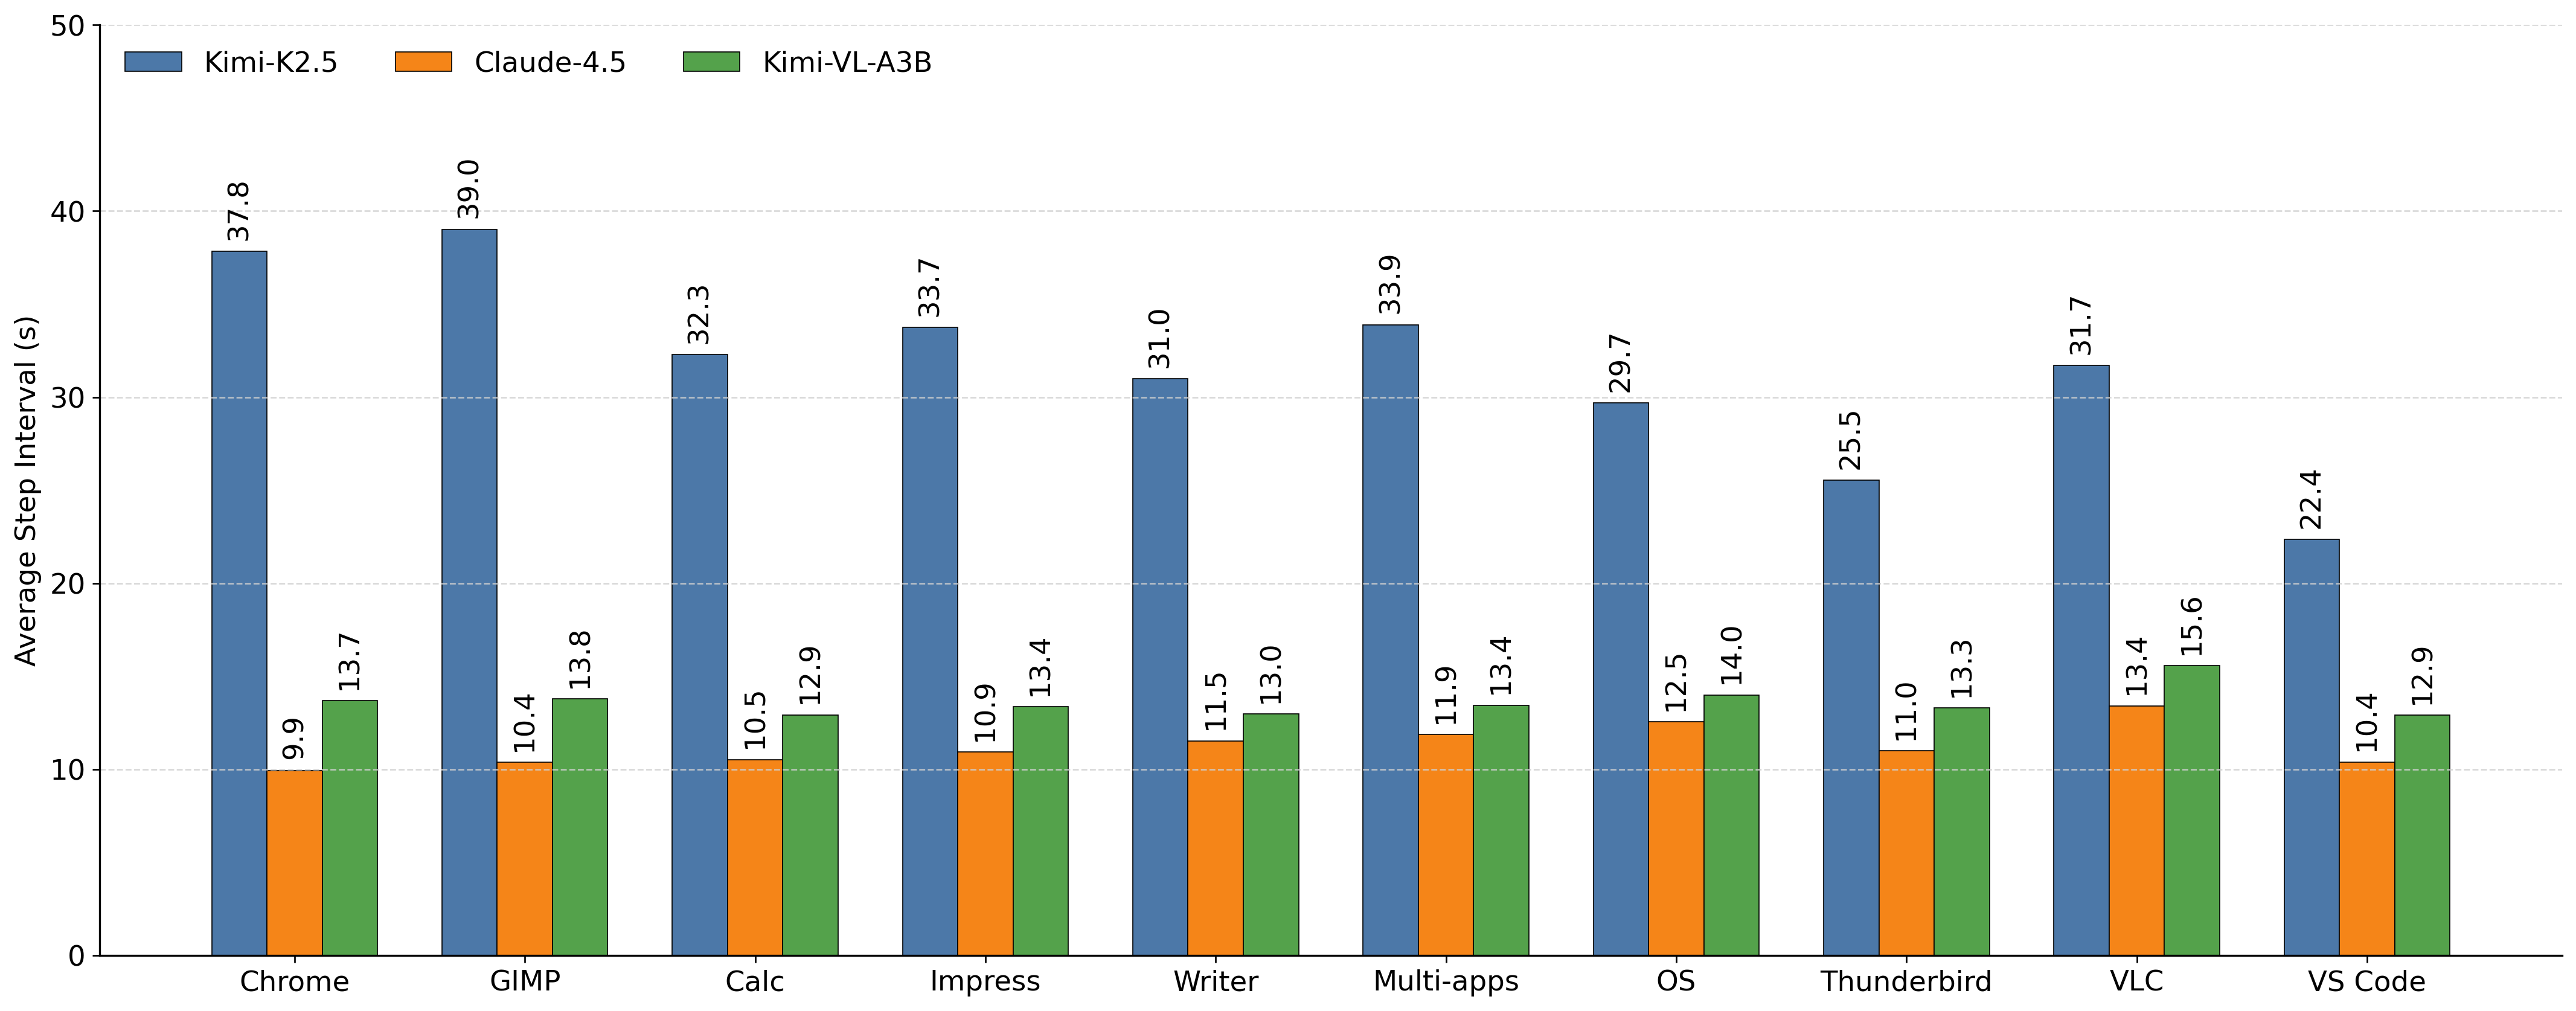 Kimi-K2.5 Claude-4.5 Kimi-VL-A3B
Average Step Interval (s)
50
40
30
20
10
0
37.8 9.9 13.7
39.0 10.4 13.8
32.3 10.5 12.9
33.7 10.9 13.4
31.0 11.5 13.0
33.9 11.9 13.4
29.7 12.5 14.0
25.5 11.0 13.3
31.7 13.4 15.6
22.4 10.4 12.9
Chrome GIMP Calc Impress Writer Multi-apps OS Thunderbird VLC VS Code